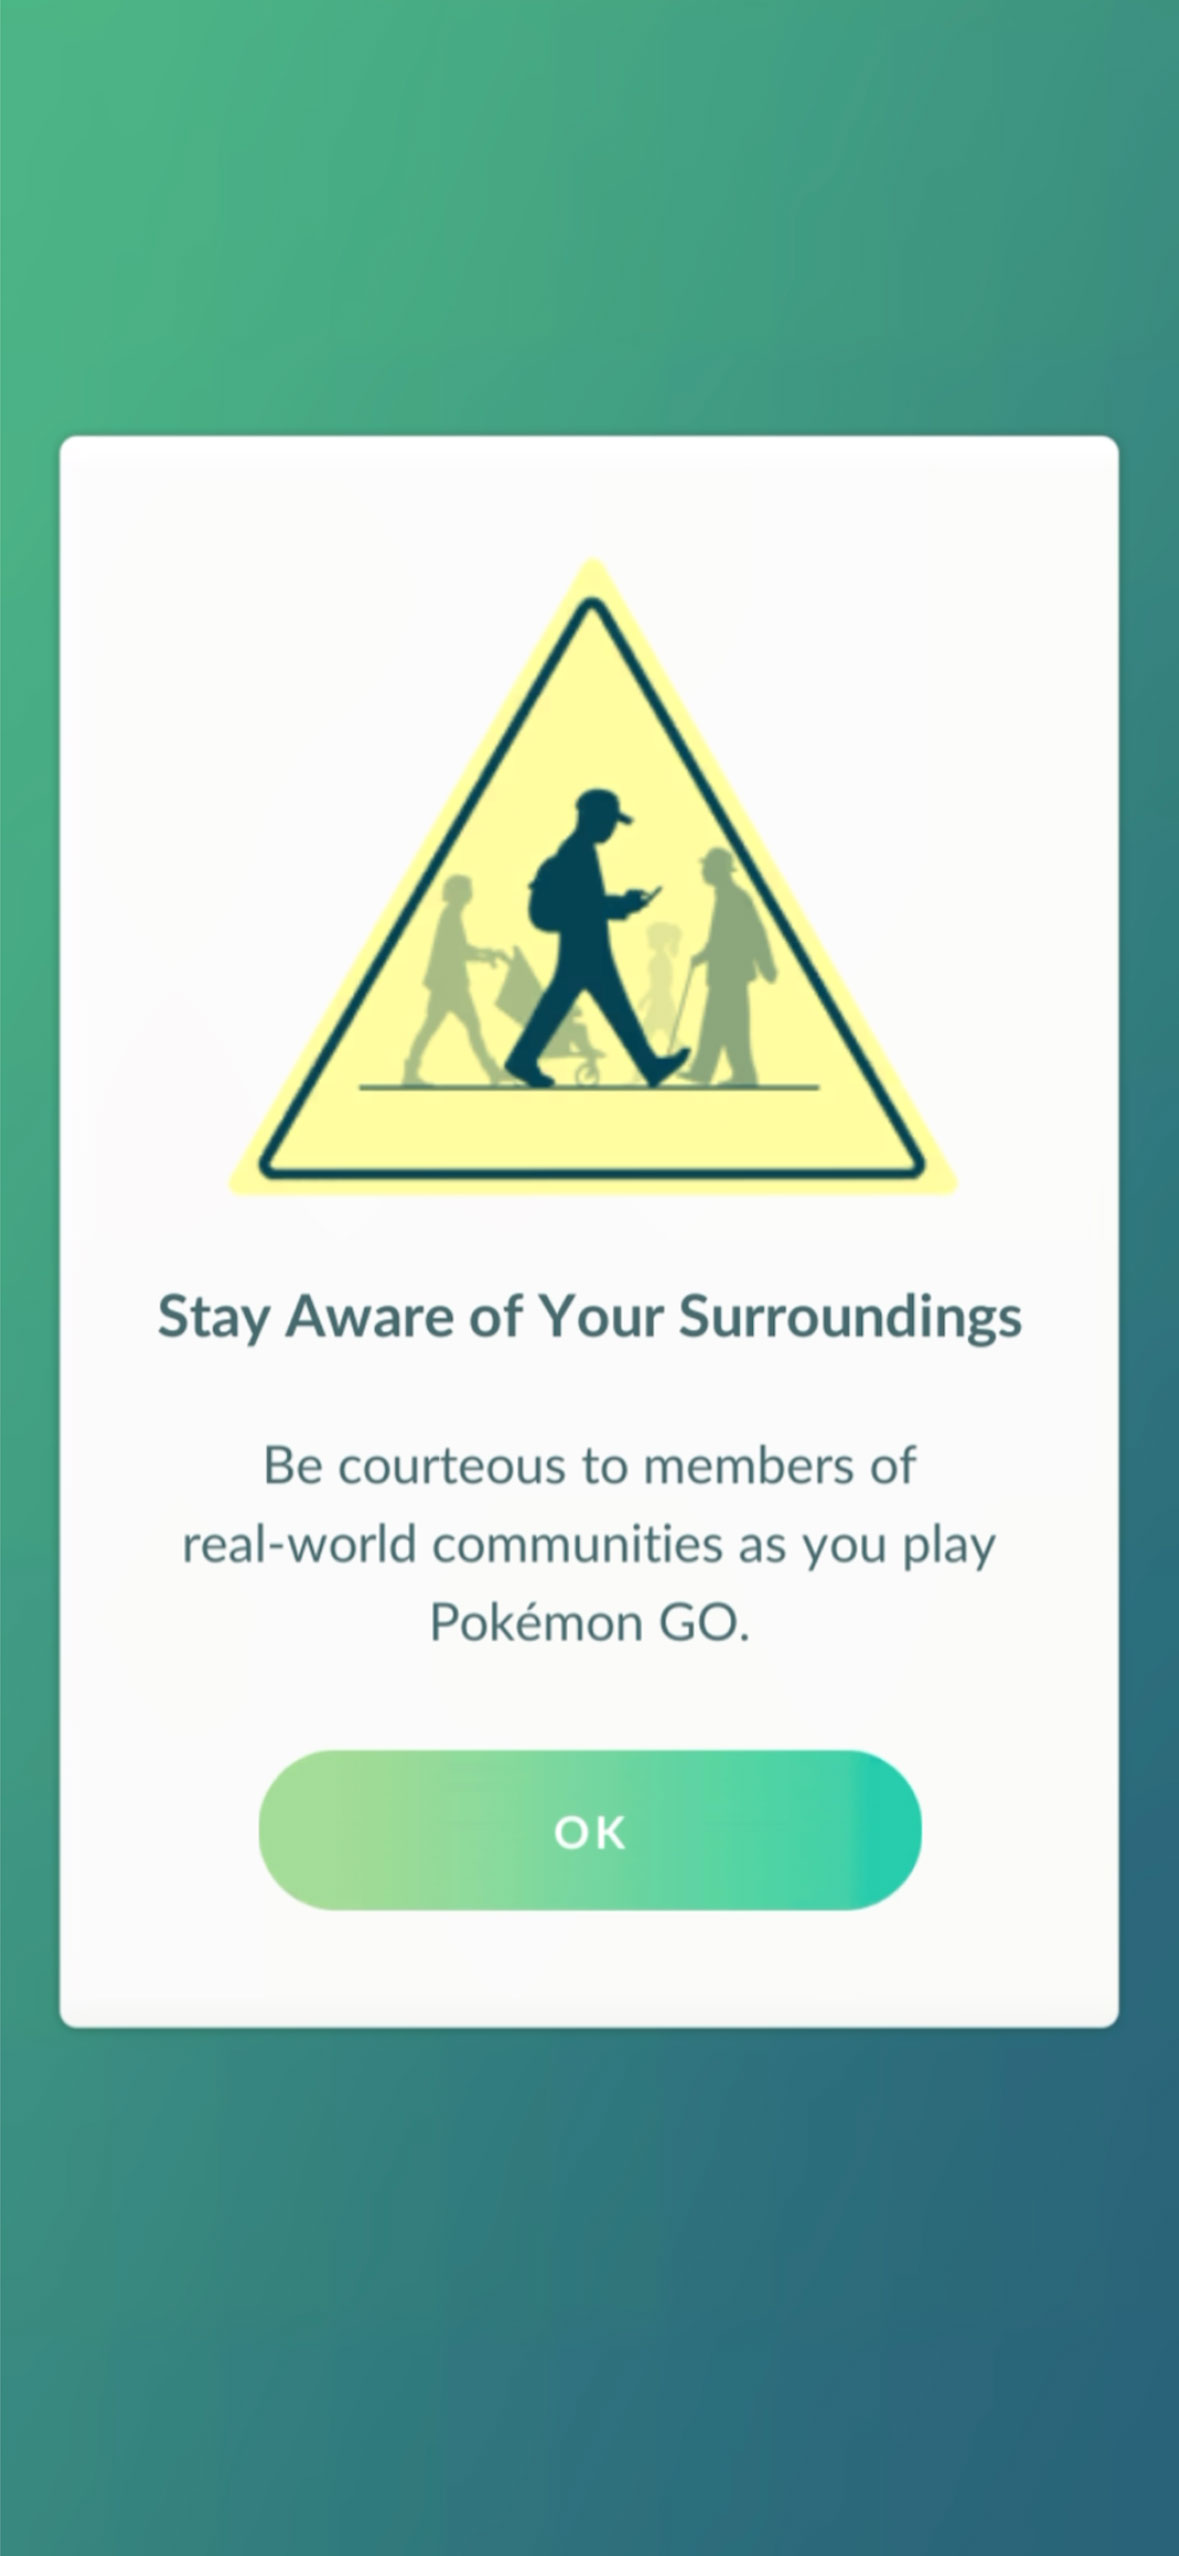 Stay Aware of Your Surroundings
Be courteous to members of
real-world communities as you play
Pokémon GO.
OK